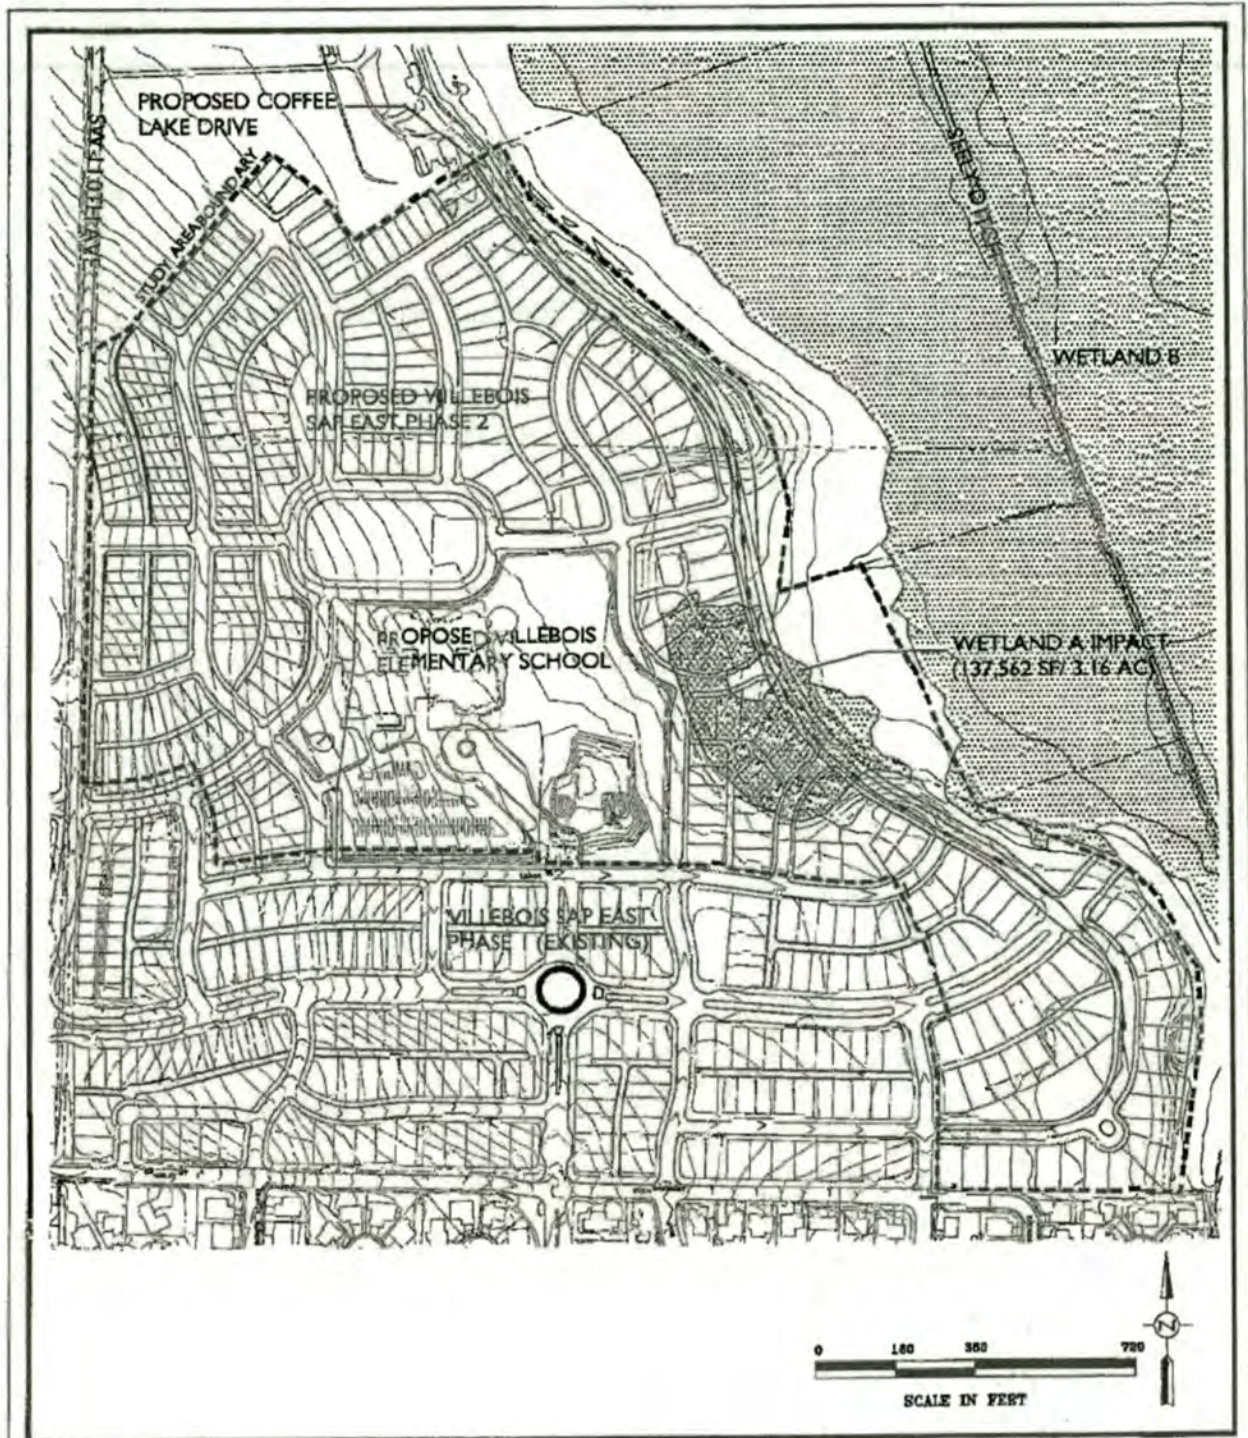 PROPOSED COFFEE
LAKE DRIVE
STUDY AREA BOUNDARY
SEELY DITCH
WETLAND B
PROPOSED VILLEBOIS
SAP EAST PHASE 2
PROPOSED VILLEBOIS
ELEMENTARY SCHOOL
WETLAND A IMPACT
(137,562 SF/ 3.16 AC)
VILLEBOIS SAP EAST
PHASE 1 (EXISTING)
N
0 180 360 720
SCALE IN FEET